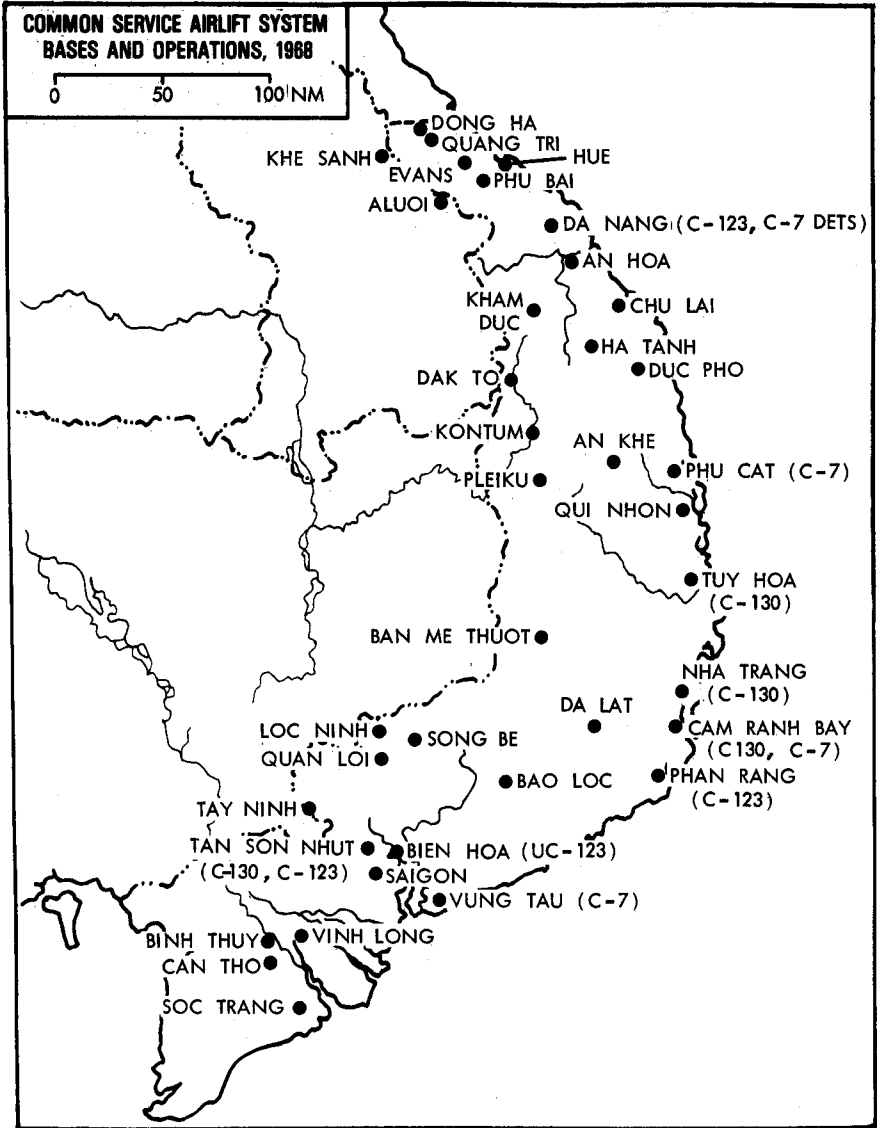 COMMON SERVICE AIRLIFT SYSTEM
BASES AND OPERATIONS, 1968
0 50 100 NM
DONG HA
QUANG TRI
KHE SANH
HUE
EVANS
PHU BAI
ALUOI
DA NANG (C-123, C-7 DETS)
AN HOA
KHAM
DUC
CHU LAI
HA TANH
DUC PHO
DAK TO
KONTUM
AN KHE
PHU CAT (C-7)
PLEIKU
QUI NHON
TUY HOA
(C-130)
BAN ME THUOT
NHA TRANG
(C-130)
DA LAT
CAM RANH BAY
(C130, C-7)
LOC NINH
SONG BE
QUAN LOI
BAO LOC
PHAN RANG
(C-123)
TAY NINH
TAN SON NHUT
(C-130, C-123)
BIEN HOA (UC-123)
SAIGON
VUNG TAU (C-7)
BINH THUY
VINH LONG
CAN THO
SOC TRANG